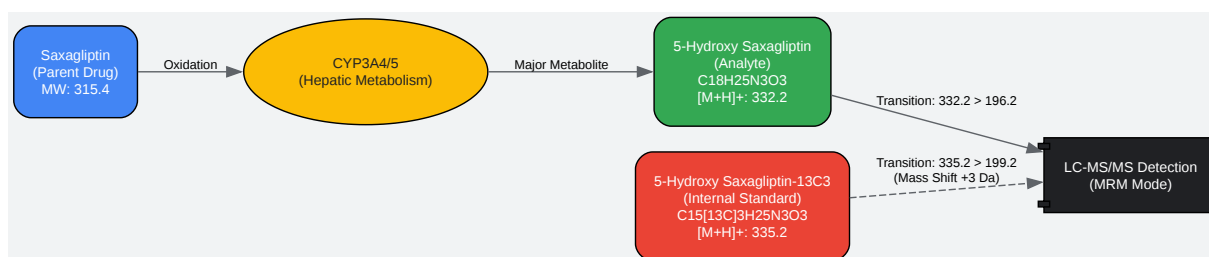 Saxagliptin
(Parent Drug)
MW: 315.4
Oxidation
CYP3A4/5
(Hepatic Metabolism)
Major Metabolite
5-Hydroxy Saxagliptin
(Analyte)
C18H25N3O3
[M+H]+: 332.2
Transition: 332.2 > 196.2
5-Hydroxy Saxagliptin-13C3
(Internal Standard)
C15[13C]3H25N3O3
[M+H]+: 335.2
Transition: 335.2 > 199.2
(Mass Shift +3 Da)
LC-MS/MS Detection
(MRM Mode)